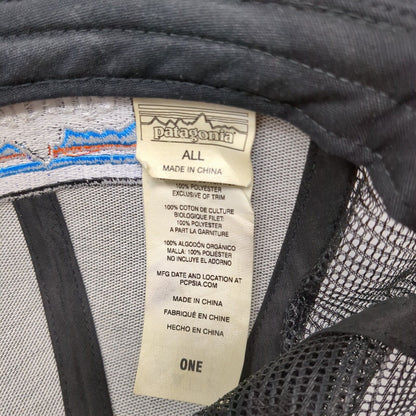 patagonia
ALL
MADE IN CHINA
100% POLYESTER
EXCLUSIVE OF TRIM
100% COTON DE CULTURE
BIOLOGIQUE FILET:
100% POLYESTER
A PART LA GARNITURE
100% ALGODÓN ORGÁNICO
MALLA: 100% POLIÉSTER
NO INCLUYE EL ADORNO
MFG DATE AND LOCATION AT
PCPSIA.COM
MADE IN CHINA
FABRIQUÉ EN CHINE
HECHO EN CHINA
ONE